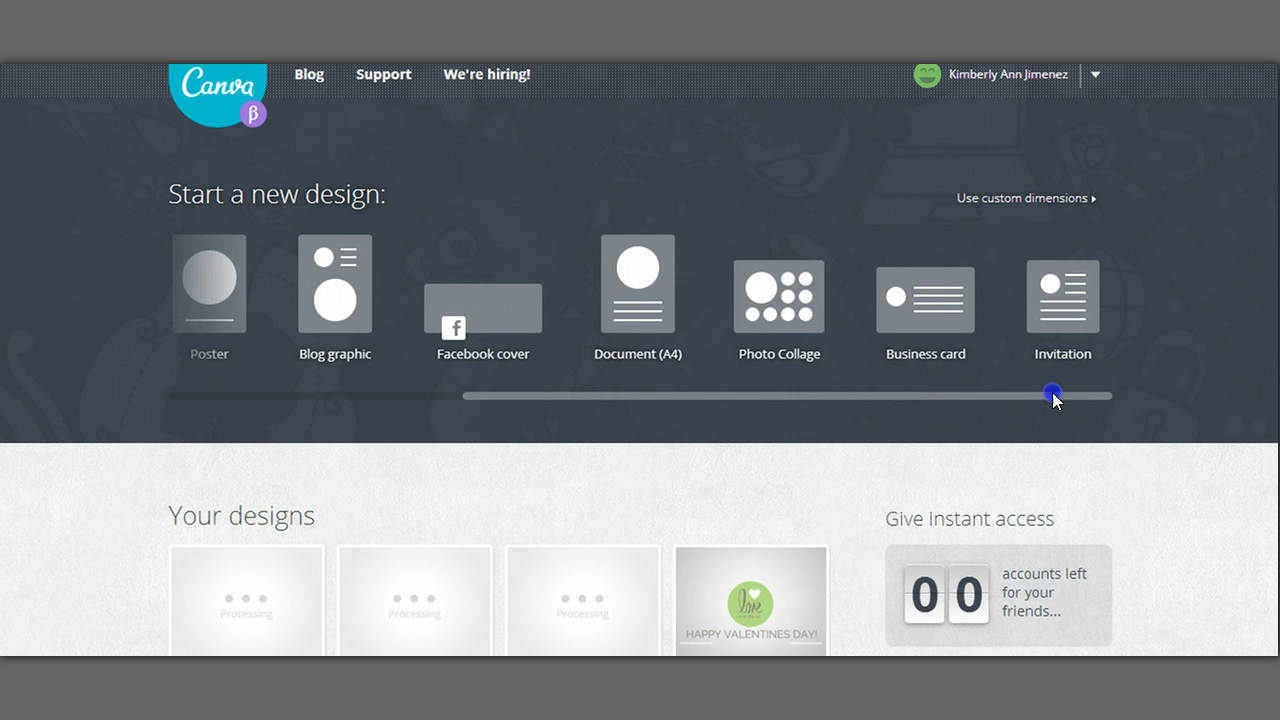 Canva
β
Blog
Support
We're hiring!
Kimberly Ann Jimenez
Start a new design:
Use custom dimensions
Poster
Blog graphic
Facebook cover
Document (A4)
Photo Collage
Business card
Invitation
Your designs
Give instant access
Processing
Processing
Processing
love
HAPPY VALENTINES DAY!
0 0
accounts left
for your
friends...